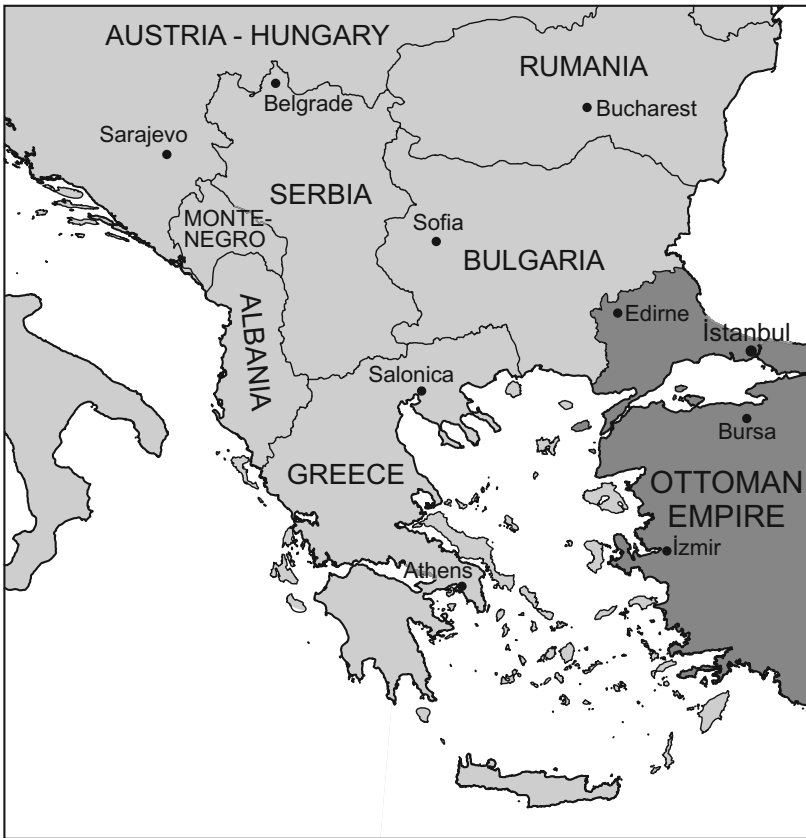 AUSTRIA - HUNGARY
RUMANIA
Belgrade
Bucharest
Sarajevo
SERBIA
MONTE-
NEGRO
Sofia
BULGARIA
ALBANIA
Edirne
İstanbul
Salonica
Bursa
GREECE
OTTOMAN
EMPIRE
İzmir
Athens